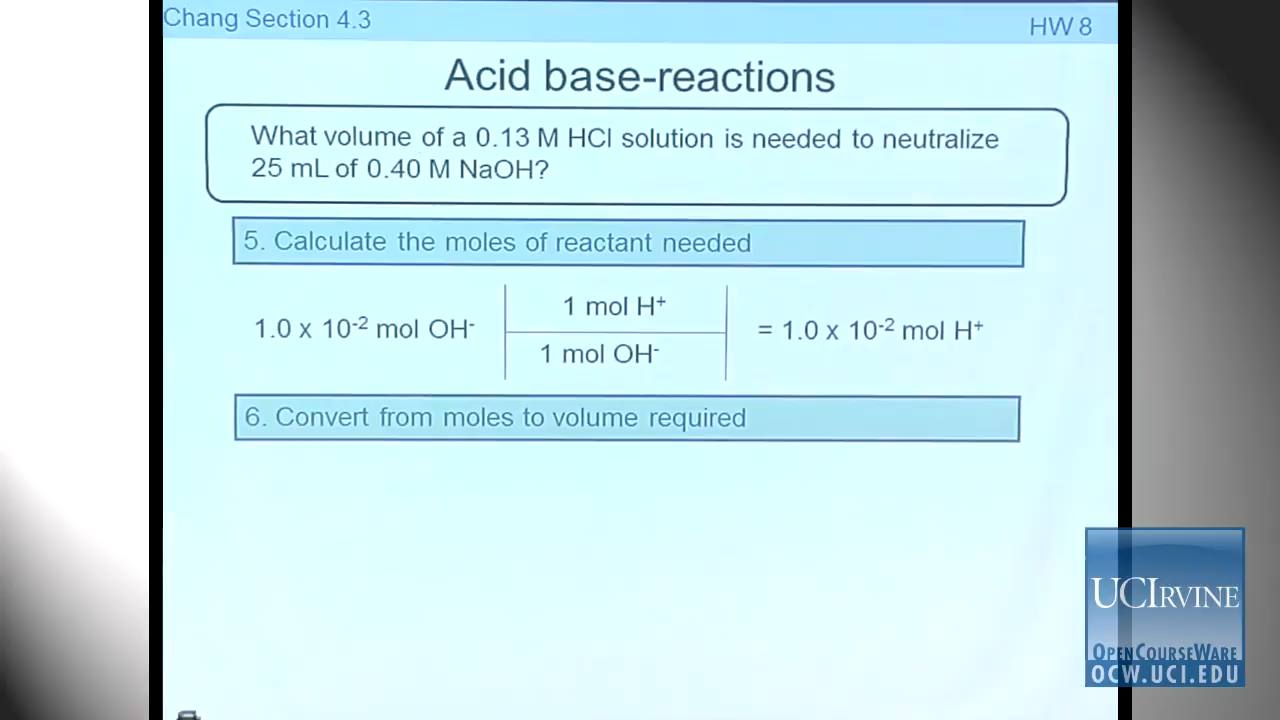 Chang Section 4.3
HW 8
Acid base-reactions
What volume of a 0.13 M HCl solution is needed to neutralize
25 mL of 0.40 M NaOH?
5. Calculate the moles of reactant needed
1.0 x 10⁻² mol OH⁻
1 mol H⁺
1 mol OH⁻
= 1.0 x 10⁻² mol H⁺
6. Convert from moles to volume required
UCIRVINE
OPENCOURSEWARE
OCW.UCI.EDU